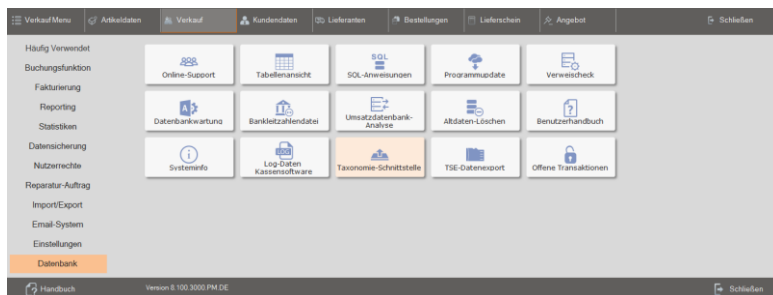 VerkaufMenu
Artikeldaten
Verkauf
Kundendaten
Lieferanten
Bestellungen
Lieferschein
Angebot
Schließen
Häufig Verwendet
Buchungsfunktion
Fakturierung
Reporting
Statistiken
Datensicherung
Nutzerrechte
Reparatur-Auftrag
Import/Export
Email-System
Einstellungen
Datenbank
Online-Support
Tabellenansicht
SQL
SQL-Anweisungen
Programmupdate
Verweischeck
A
Datenbankwartung
Bankleitzahlendatei
Umsatzdatenbank-
Analyse
Altdaten-Löschen
Benutzerhandbuch
Systeminfo
LOG
Log-Daten
Kassensoftware
Taxonomie-Schnittstelle
TSE-Datenexport
Offene Transaktionen
Handbuch
Version 8.100.3000.PM.DE
Schließen